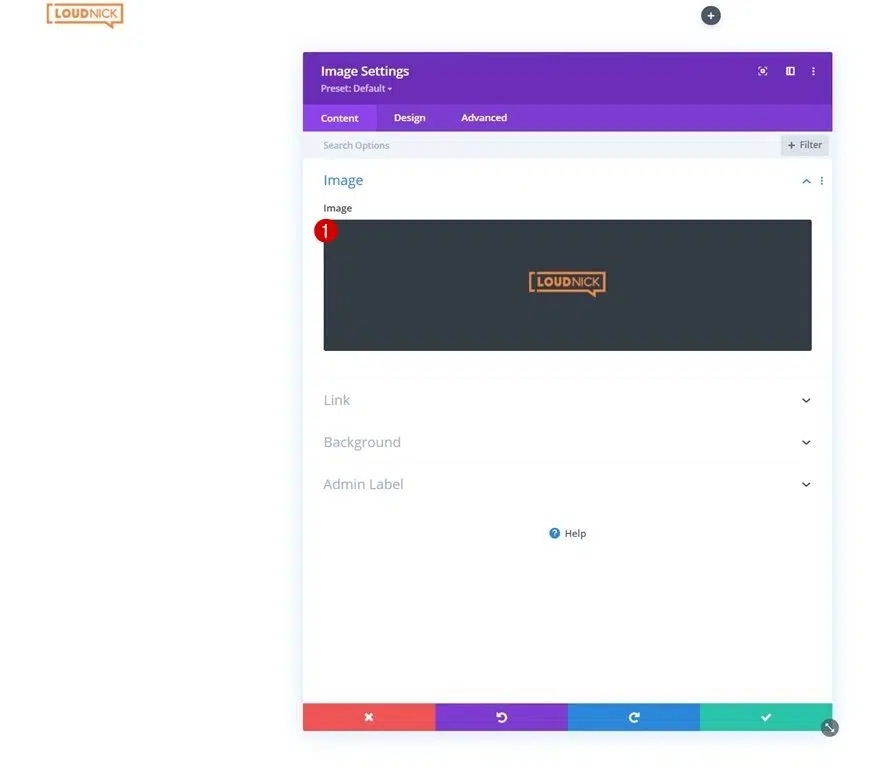 LOUDNICK
Image Settings
Preset: Default
Content Design Advanced
Search Options + Filter
Image
Image
1
LOUDNICK
Link
Background
Admin Label
? Help